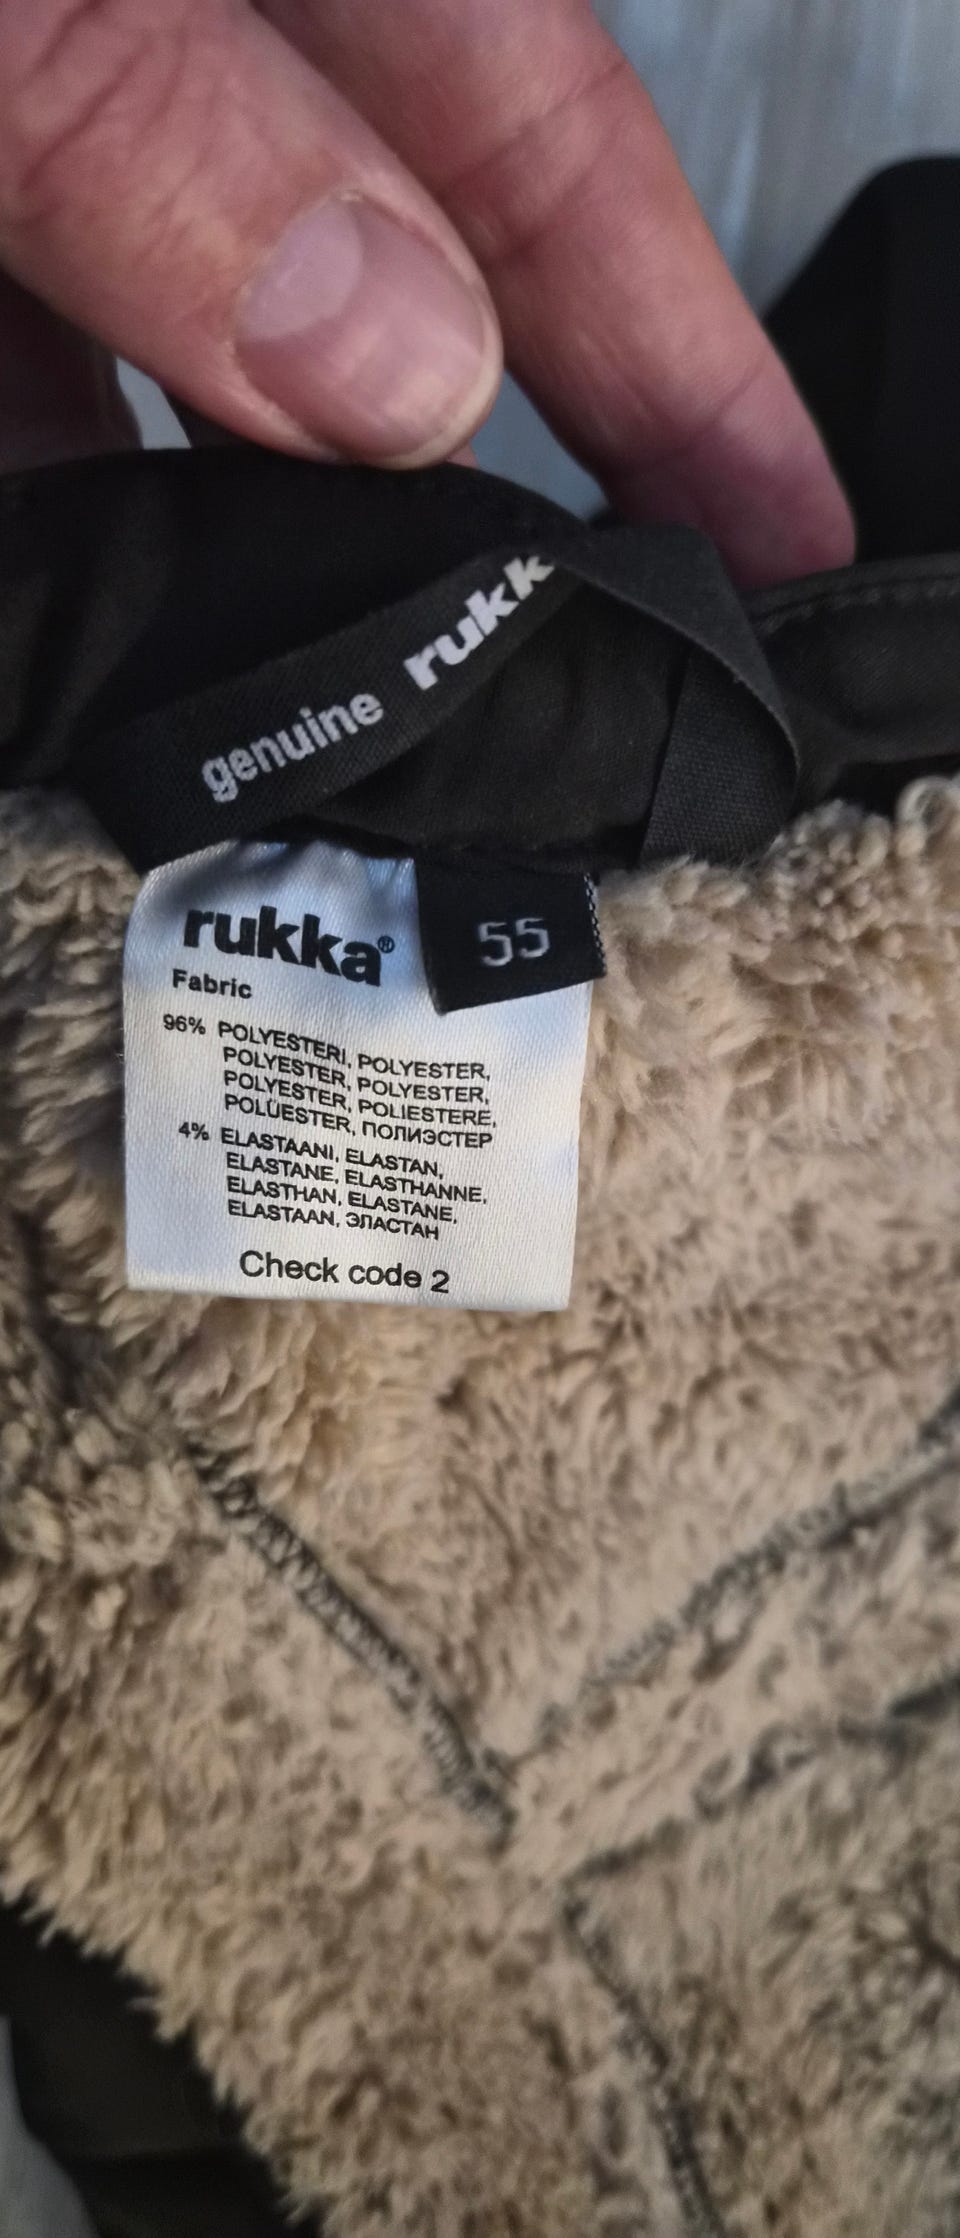 genuine rukk
rukka®
55
Fabric
96% POLYESTERI, POLYESTER,
POLYESTER, POLYESTER,
POLYESTER, POLIESTERE,
POLÜESTER, ПОЛИЭСТЕР
4% ELASTAANI, ELASTAN,
ELASTANE, ELASTHANNE,
ELASTHAN, ELASTANE,
ELASTAAN, ЭЛАСТАН
Check code 2